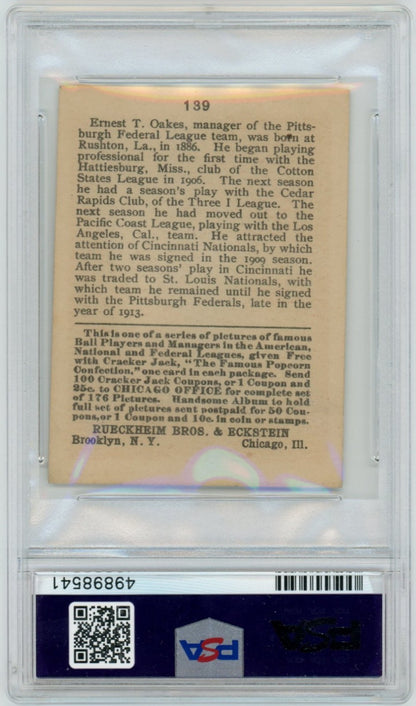 139
Ernest T. Oakes, manager of the Pitts-
burgh Federal League team, was born at
Rushton, La., in 1886. He began playing
professional for the first time with the
Hattiesburg, Miss., club of the Cotton
States League in 1906. The next season
he had a season's play with the Cedar
Rapids Club, of the Three I League. The
next season he had moved out to the
Pacific Coast League, playing with the Los
Angeles, Cal., team. He attracted the
attention of Cincinnati Nationals, by which
team he was signed in the 1909 season.
After two seasons' play in Cincinnati he
was traded to St. Louis Nationals, with
which team he remained until he signed
with the Pittsburgh Federals, late in the
year of 1913.
This is one of a series of pictures of famous
Ball Players and Managers in the American,
National and Federal Leagues, given Free
with Cracker Jack, "The Famous Popcorn
Confection," one card in each package. Send
100 Cracker Jack Coupons, or 1 Coupon and
25c. to CHICAGO OFFICE for complete set
of 176 Pictures. Handsome Album to hold
full set of pictures sent postpaid for 50 Cou-
pons, or 1 Coupon and 10c. in coin or stamps.
RUECKHEIM BROS. & ECKSTEIN
Brooklyn, N. Y. Chicago, Ill.
49898541
PSA
PSA